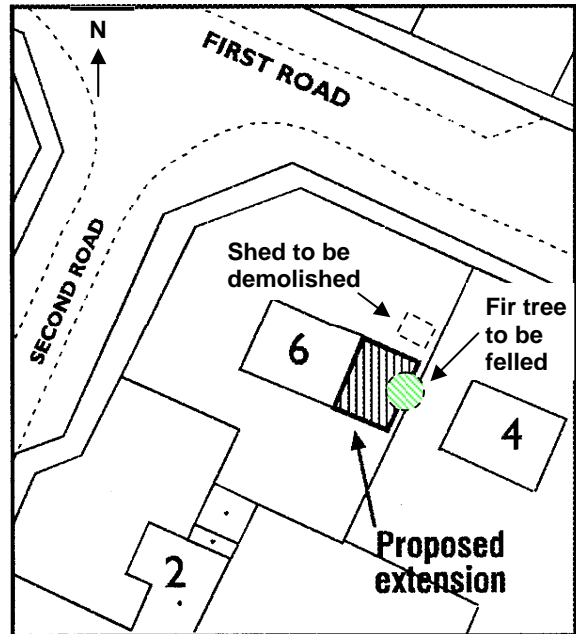 N
FIRST ROAD
SECOND ROAD
Shed to be
demolished
Fir tree
to be
felled
6
4
Proposed
extension
2